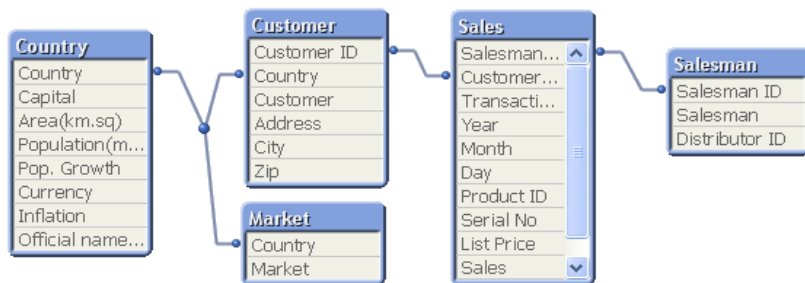 Country
Country
Capital
Area(km.sq)
Population(m...
Pop. Growth
Currency
Inflation
Official name...
Customer
Customer ID
Country
Customer
Address
City
Zip
Market
Country
Market
Sales
Salesman...
Customer...
Transacti...
Year
Month
Day
Product ID
Serial No
List Price
Sales
Salesman
Salesman ID
Salesman
Distributor ID